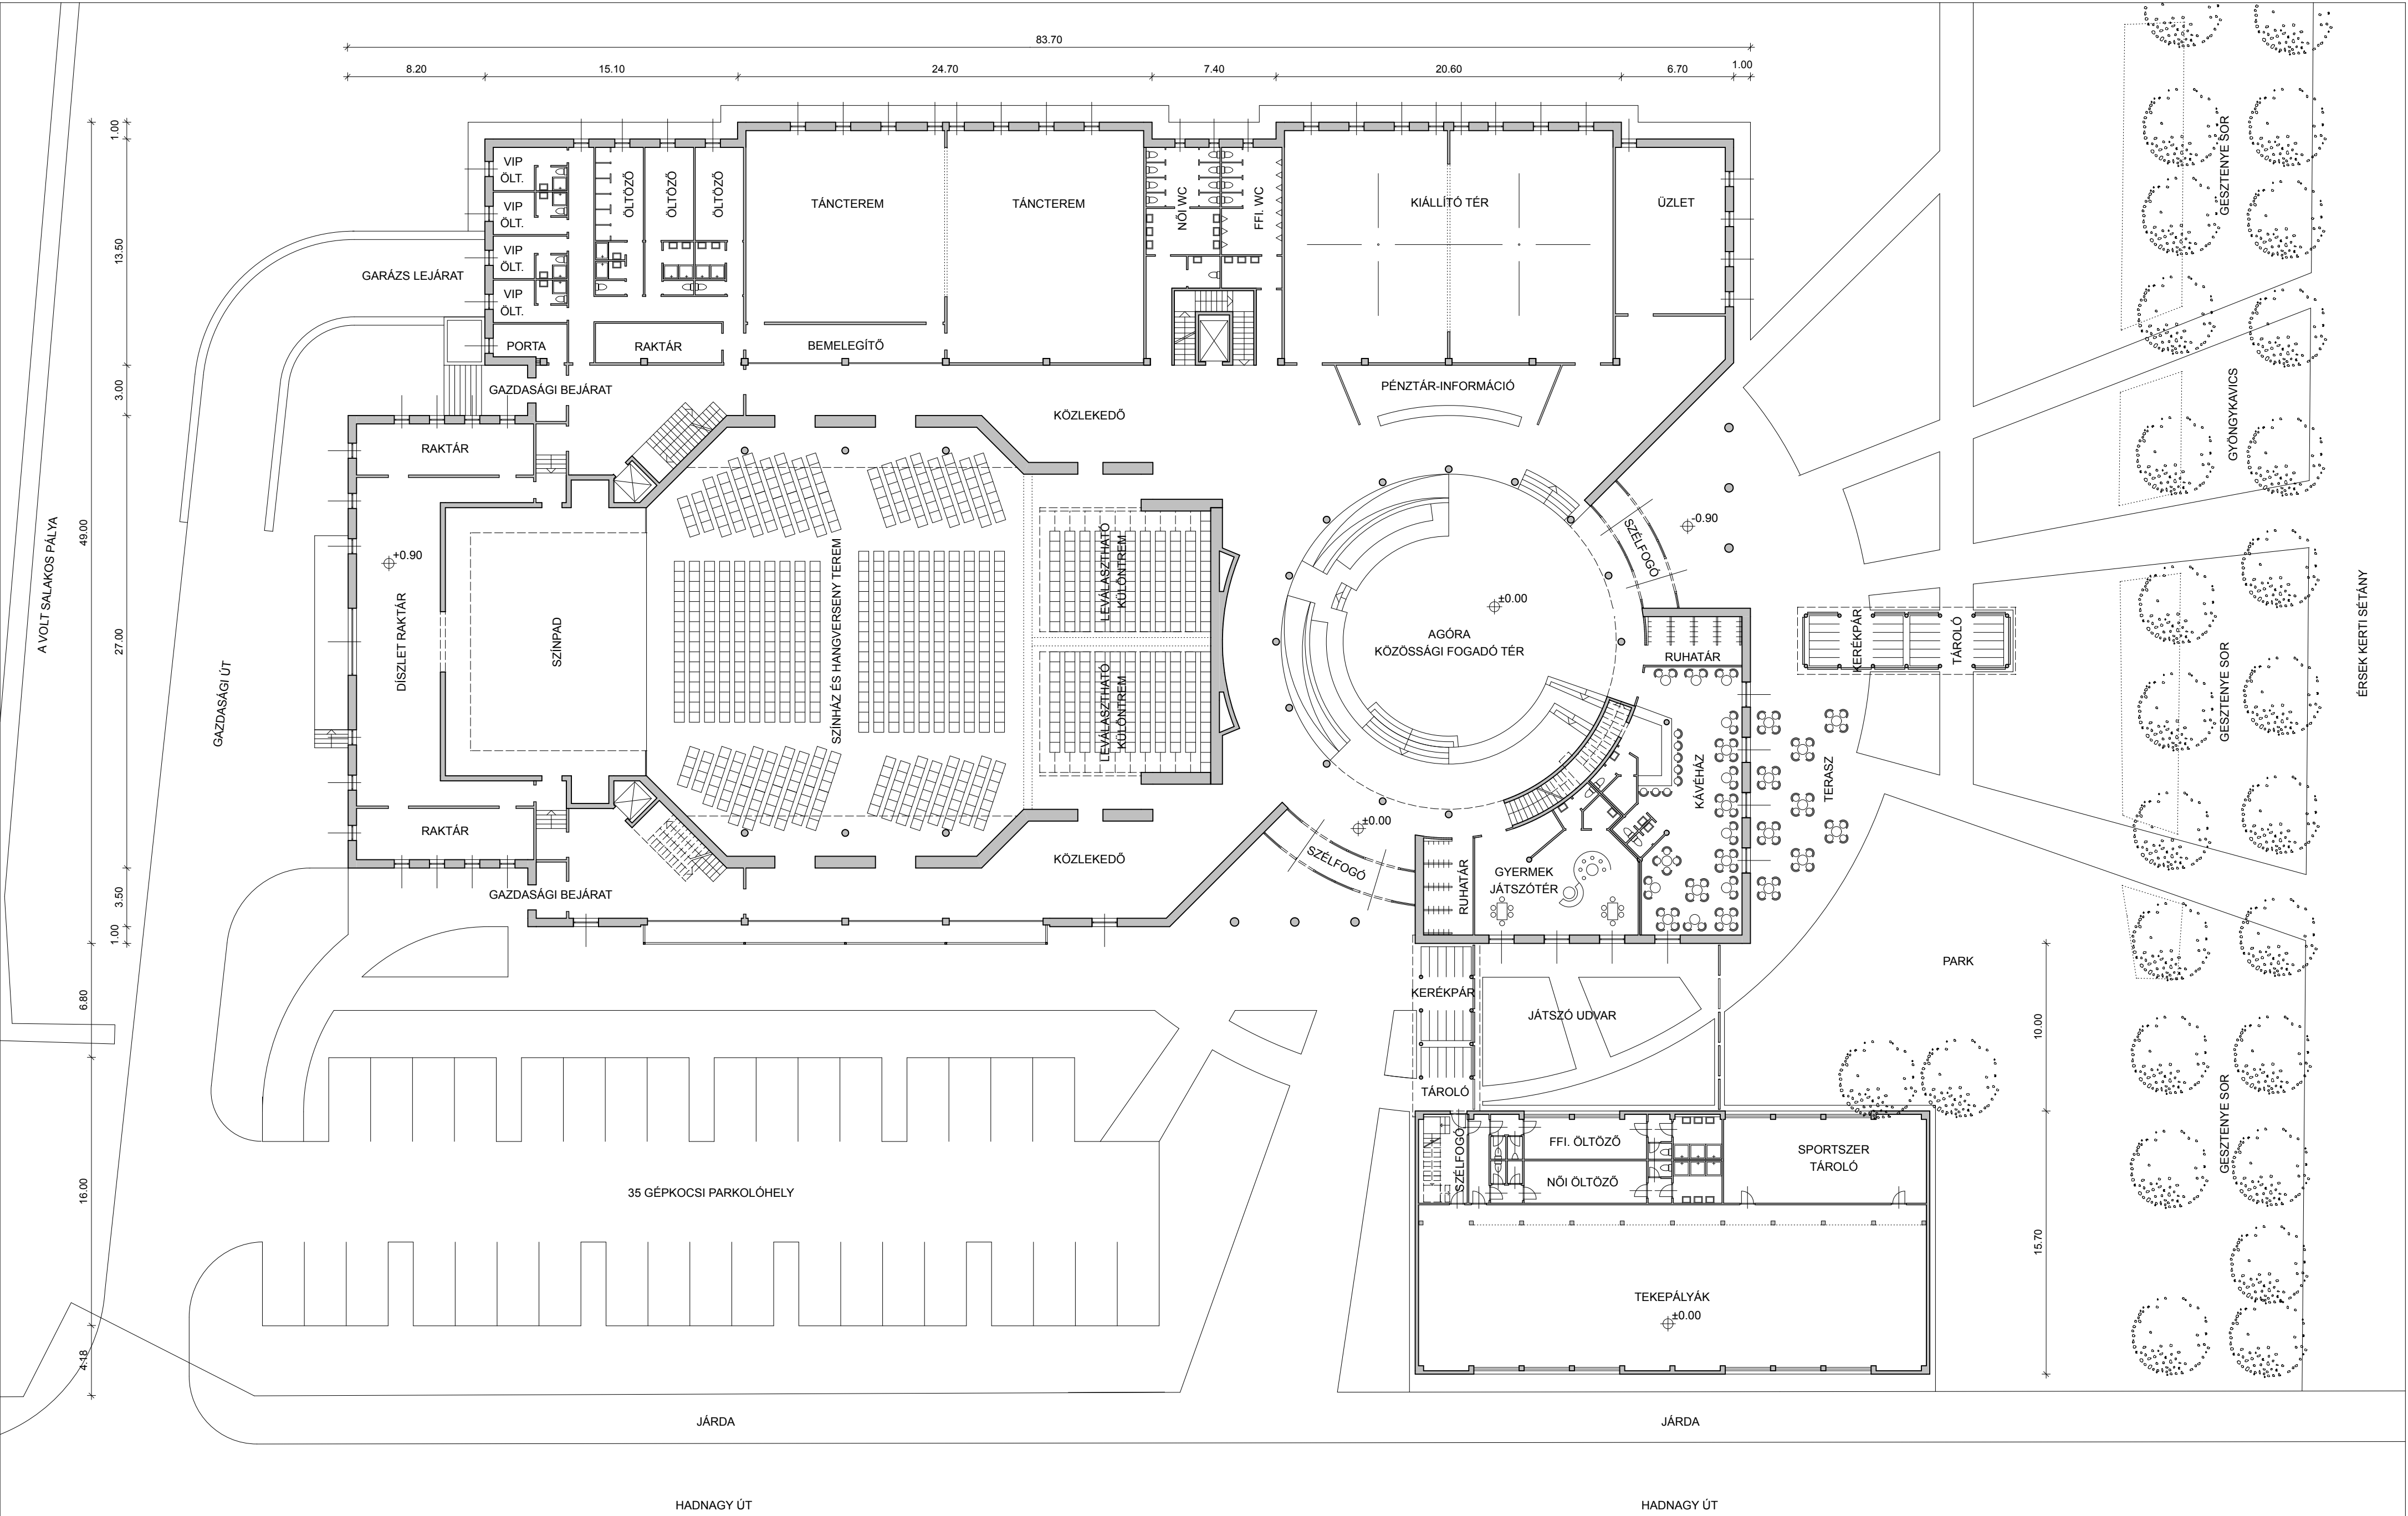 83.70
8.20
15.10
24.70
7.40
20.60
6.70
1.00
1.00
13.50
3.00
49.00
27.00
3.50
1.00
6.80
16.00
4.18
10.00
15.70
VIP
ÖLT.
VIP
ÖLT.
VIP
ÖLT.
VIP
ÖLT.
PORTA
ÖLTÖZŐ
ÖLTÖZŐ
ÖLTÖZŐ
RAKTÁR
TÁNCTEREM
TÁNCTEREM
BEMELEGÍTŐ
NŐI WC
FFI. WC
KIÁLLÍTÓ TÉR
ÜZLET
GARÁZS LEJÁRAT
GAZDASÁGI BEJÁRAT
KÖZLEKEDŐ
PÉNZTÁR-INFORMÁCIÓ
RAKTÁR
+0.90
DÍSZLET RAKTÁR
SZÍNPAD
SZÍNHÁZ ÉS HANGVERSENY TEREM
LEVÁLASZTHATÓ
KÜLÖNTREM
LEVÁLASZTHATÓ
KÜLÖNTREM
±0.00
AGÓRA
KÖZÖSSÉGI FOGADÓ TÉR
SZÉLFOGÓ
-0.90
RUHATÁR
KERÉKPÁR
TÁROLÓ
KÁVÉHÁZ
TERASZ
RAKTÁR
GAZDASÁGI BEJÁRAT
KÖZLEKEDŐ
±0.00
SZÉLFOGÓ
RUHATÁR
GYERMEK
JÁTSZÓTÉR
KERÉKPÁR
TÁROLÓ
JÁTSZÓ UDVAR
PARK
SZÉLFOGÓ
FFI. ÖLTÖZŐ
NŐI ÖLTÖZŐ
SPORTSZER
TÁROLÓ
TEKEPÁLYÁK
±0.00
35 GÉPKOCSI PARKOLÓHELY
A VOLT SALAKOS PÁLYA
GAZDASÁGI ÚT
GESZTENYE SOR
GYÖNGYKAVICS
GESZTENYE SOR
GESZTENYE SOR
ÉRSEK KERTI SÉTÁNY
JÁRDA
JÁRDA
HADNAGY ÚT
HADNAGY ÚT